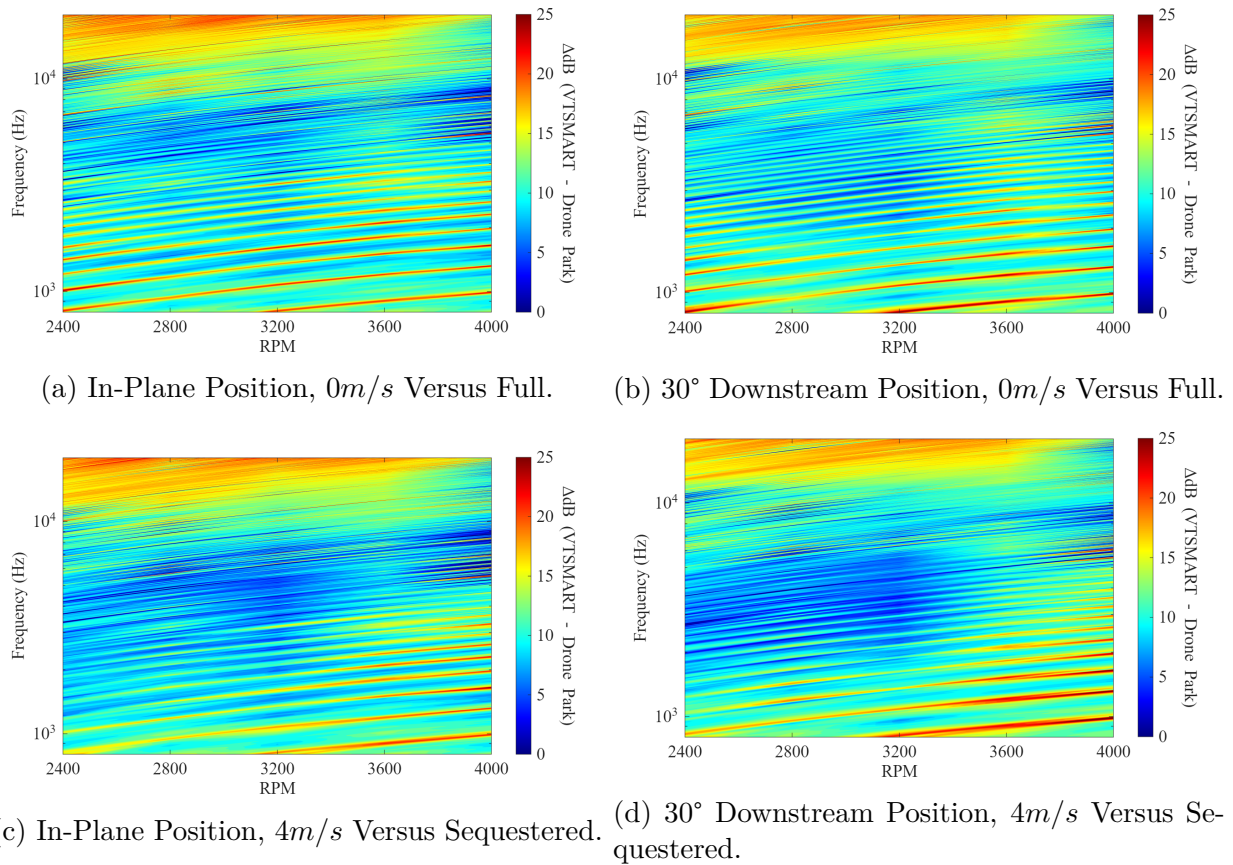 25
20
15
10
5
0
ΔdB (VTSMART - Drone Park)
10⁴
10³
Frequency (Hz)
2400 2800 3200 3600 4000
RPM
(a) In-Plane Position, 0m/s Versus Full.
25
20
15
10
5
0
ΔdB (VTSMART - Drone Park)
10⁴
10³
Frequency (Hz)
2400 2800 3200 3600 4000
RPM
(b) 30° Downstream Position, 0m/s Versus Full.
25
20
15
10
5
0
ΔdB (VTSMART - Drone Park)
10⁴
10³
Frequency (Hz)
2400 2800 3200 3600 4000
RPM
(c) In-Plane Position, 4m/s Versus Sequestered.
25
20
15
10
5
0
ΔdB (VTSMART - Drone Park)
10⁴
10³
Frequency (Hz)
2400 2800 3200 3600 4000
RPM
(d) 30° Downstream Position, 4m/s Versus Se-
questered.